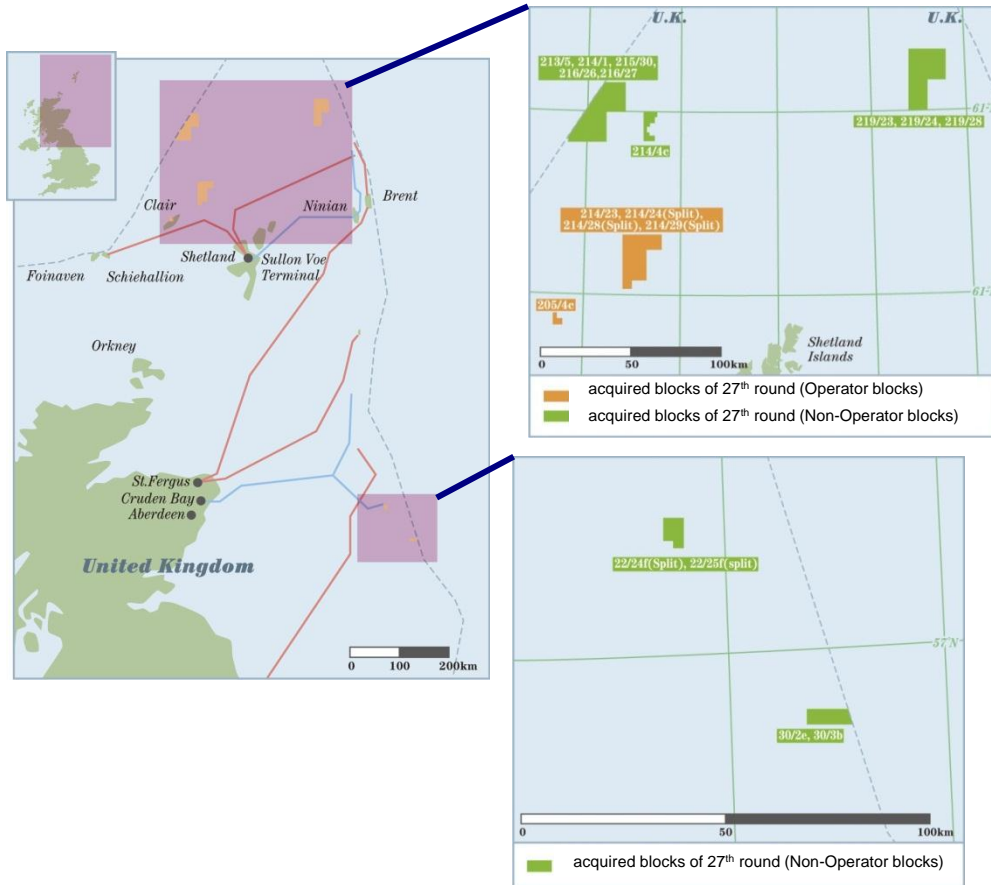 Clair
Ninian
Brent
Foinaven
Schiehallion
Shetland
Sullon Voe
Terminal
Orkney
St.Fergus
Cruden Bay
Aberdeen
United Kingdom
0 100 200km
U.K. U.K.
213/5, 214/1, 215/30,
216/26,216/27
214/4c
219/23, 219/24, 219/28
214/23, 214/24(Split),
214/28(Split), 214/29(Split)
205/4c
Shetland
Islands
0 50 100km
acquired blocks of 27th round (Operator blocks)
acquired blocks of 27th round (Non-Operator blocks)
22/24f(Split), 22/25f(split)
57°N
30/2e, 30/3b
0 50 100km
acquired blocks of 27th round (Non-Operator blocks)